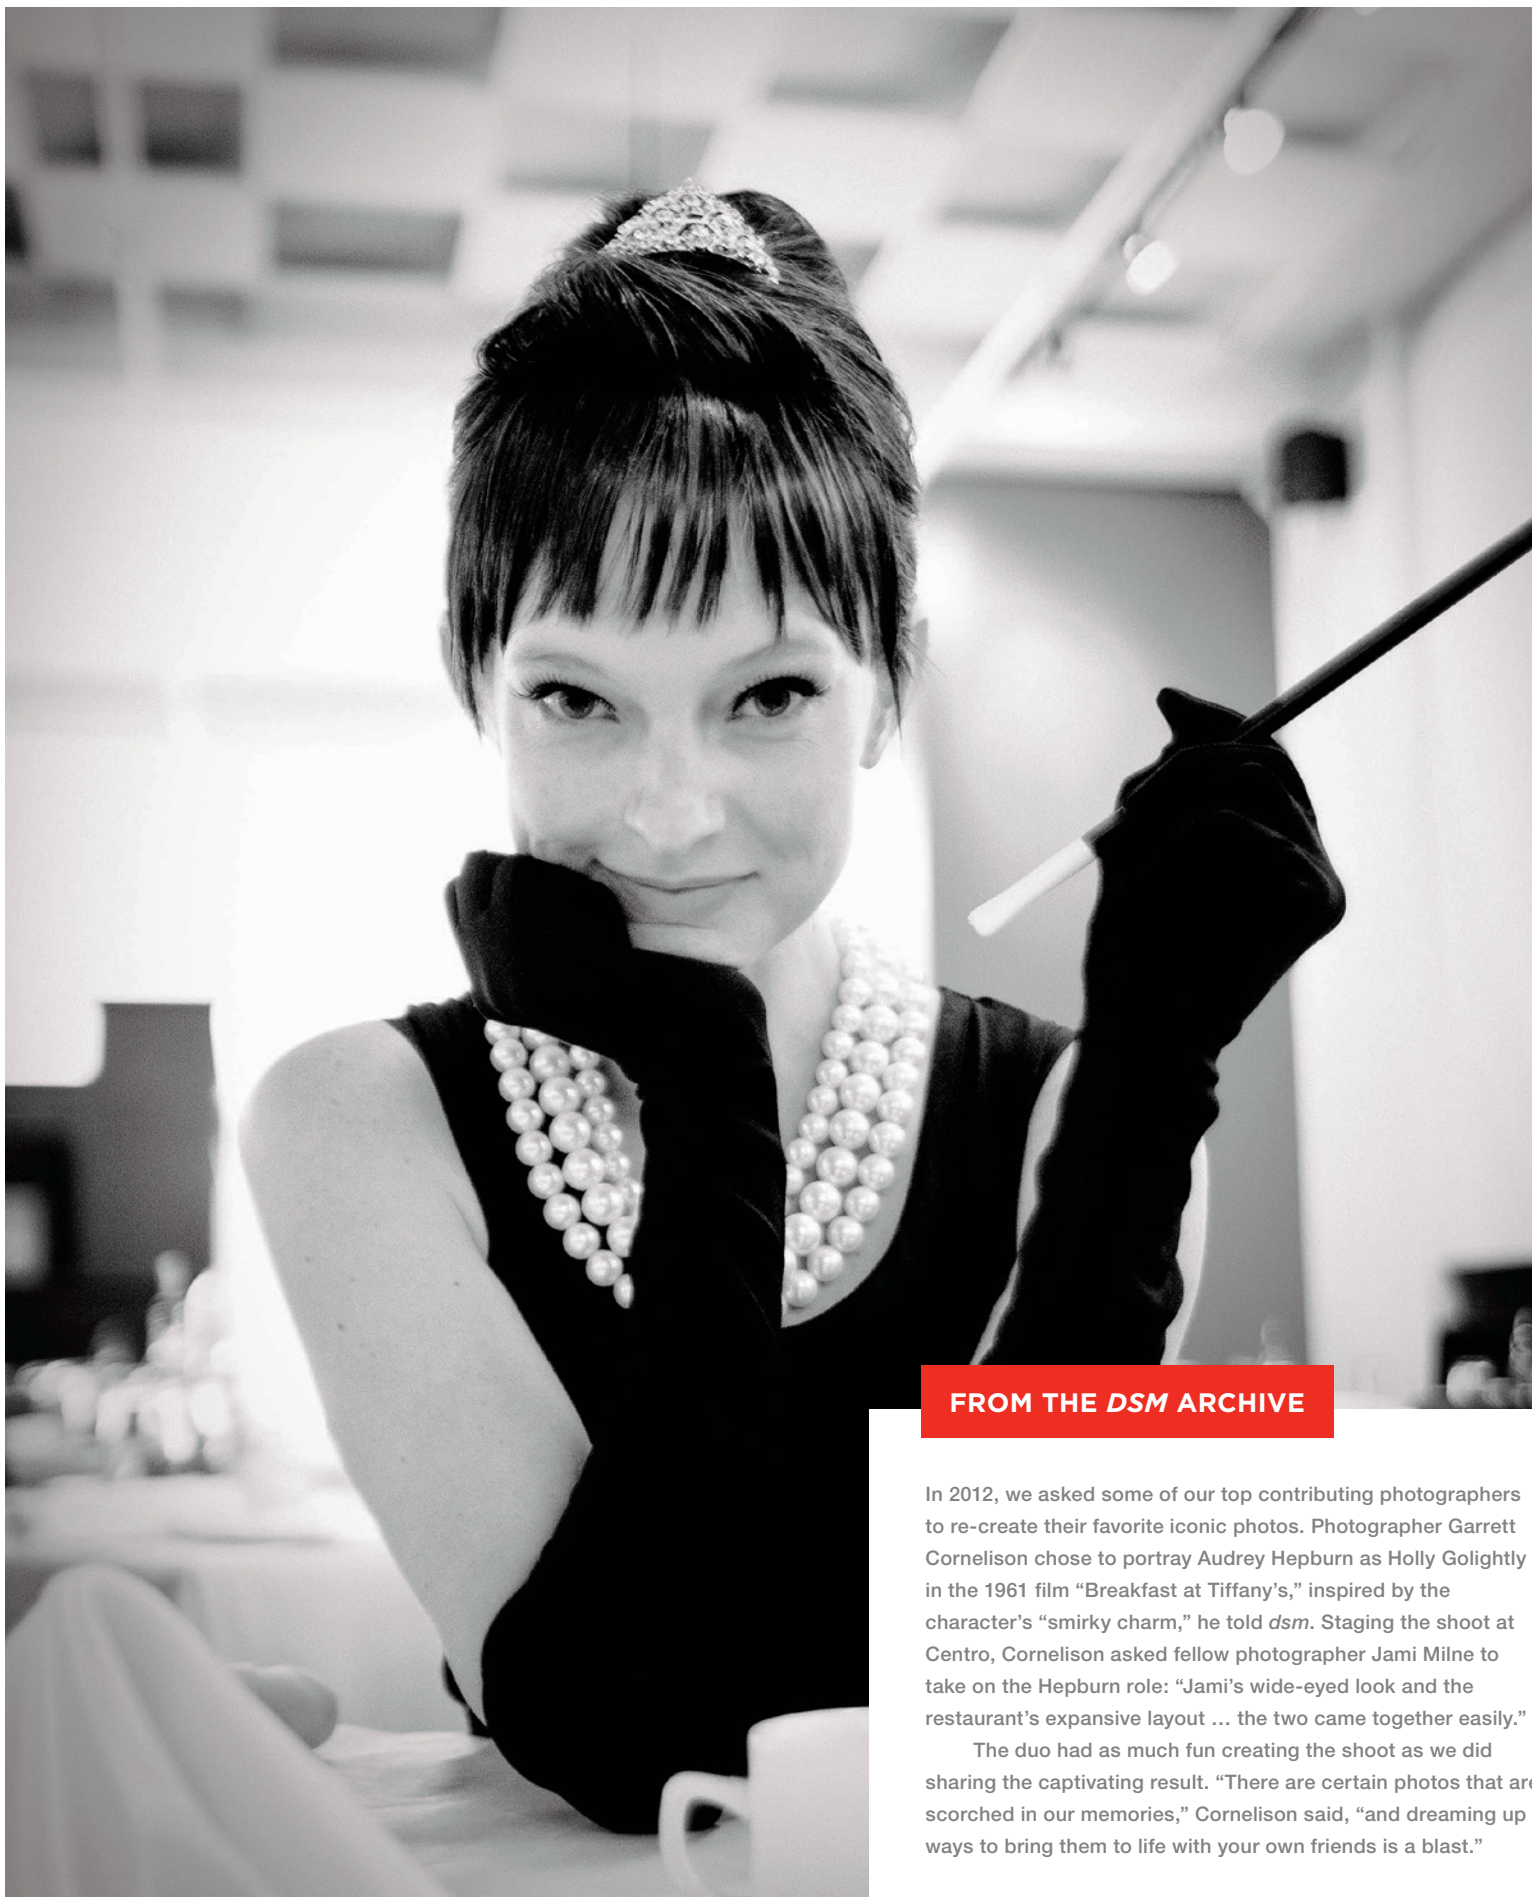 FROM THE DSM ARCHIVE
In 2012, we asked some of our top contributing photographers
to re-create their favorite iconic photos. Photographer Garrett
Cornelison chose to portray Audrey Hepburn as Holly Golightly
in the 1961 film “Breakfast at Tiffany’s,” inspired by the
character’s “smirky charm,” he told dsm. Staging the shoot at
Centro, Cornelison asked fellow photographer Jami Milne to
take on the Hepburn role: “Jami’s wide-eyed look and the
restaurant’s expansive layout … the two came together easily.”
The duo had as much fun creating the shoot as we did
sharing the captivating result. “There are certain photos that are
scorched in our memories,” Cornelison said, “and dreaming up
ways to bring them to life with your own friends is a blast.”